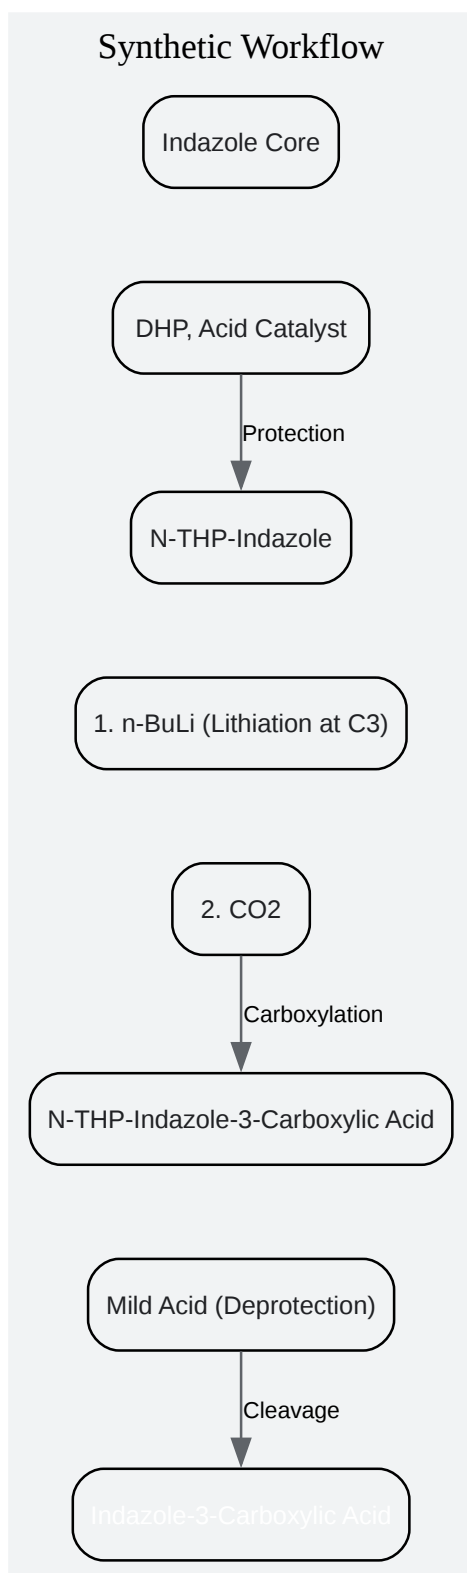 Synthetic Workflow
Indazole Core
DHP, Acid Catalyst
Protection
N-THP-Indazole
1. n-BuLi (Lithiation at C3)
2. CO2
Carboxylation
N-THP-Indazole-3-Carboxylic Acid
Mild Acid (Deprotection)
Cleavage
Indazole-3-Carboxylic Acid